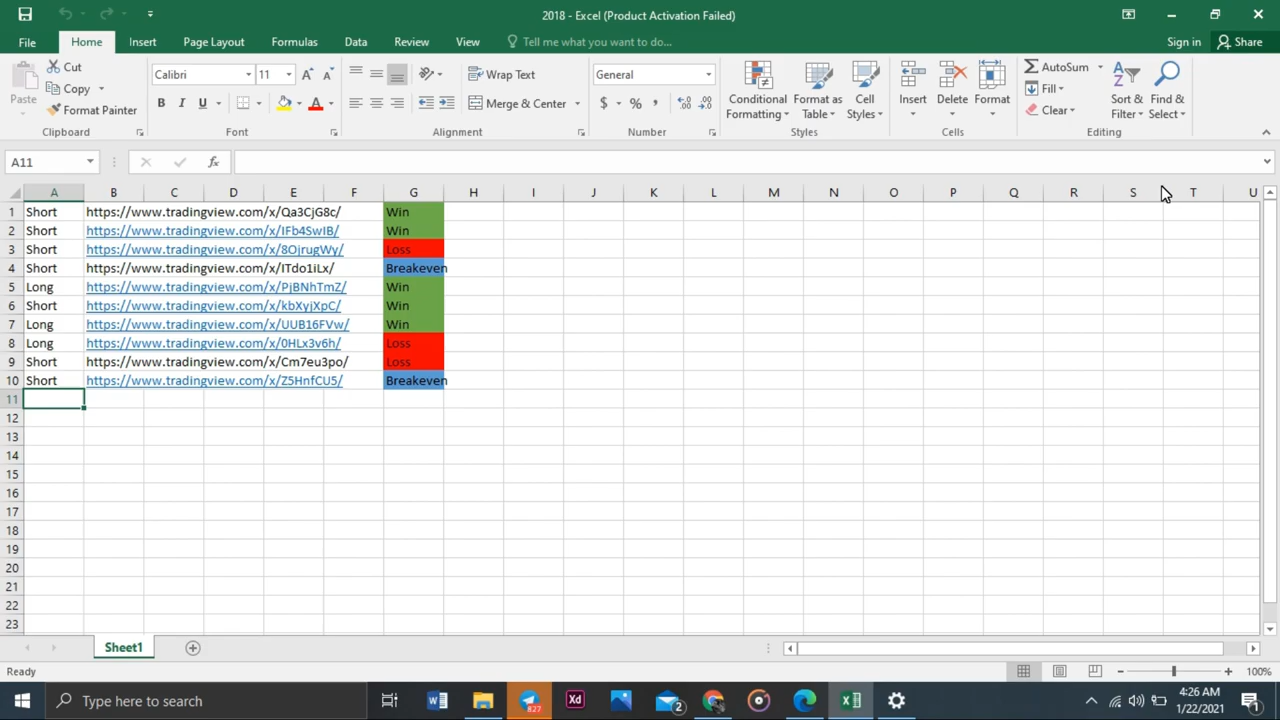 2018 - Excel (Product Activation Failed)
File Home Insert Page Layout Formulas Data Review View Tell me what you want to do... Sign in Share
Paste Cut Copy Format Painter Clipboard
Calibri 11 B I U A Font
Wrap Text Merge & Center Alignment
General $ % Number
Conditional Formatting Format as Table Cell Styles Styles
Insert Delete Format Cells
AutoSum Fill Clear Sort & Filter Find & Select Editing
A11 fx
A B C D E F G H I J K L M N O P Q R S T U
1 Short https://www.tradingview.com/x/Qa3CjG8c/ Win
2 Short https://www.tradingview.com/x/IFb4SwIB/ Win
3 Short https://www.tradingview.com/x/8OjrugWy/ Loss
4 Short https://www.tradingview.com/x/ITdo1iLx/ Breakeven
5 Long https://www.tradingview.com/x/PjBNhTmZ/ Win
6 Short https://www.tradingview.com/x/kbXyjXpC/ Win
7 Long https://www.tradingview.com/x/UUB16FVw/ Win
8 Long https://www.tradingview.com/x/0HLx3v6h/ Loss
9 Short https://www.tradingview.com/x/Cm7eu3po/ Loss
10 Short https://www.tradingview.com/x/Z5HnfCU5/ Breakeven
11
12
13
14
15
16
17
18
19
20
21
22
23
Sheet1
Ready 100%
Type here to search Xd 827 2 4:26 AM
1/22/2021 1